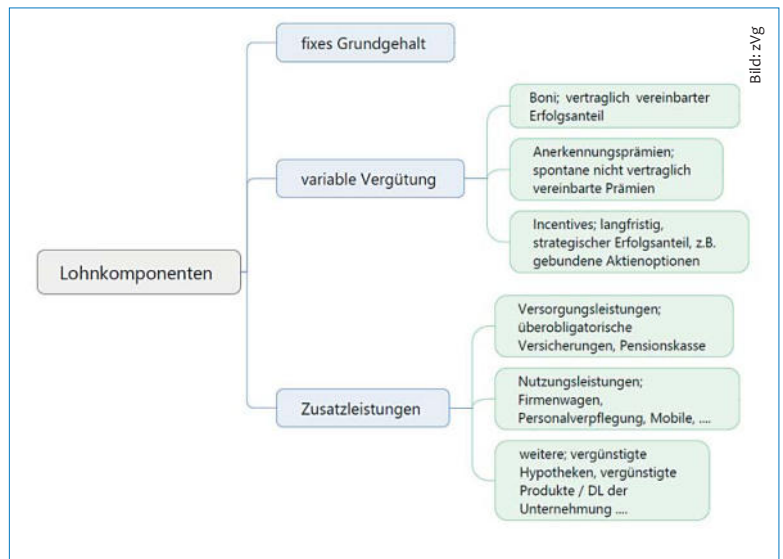 Bild: zVg
fixes Grundgehalt
Boni; vertraglich vereinbarter
Erfolgsanteil
Anerkennungsprämien;
spontane nicht vertraglich
vereinbarte Prämien
variable Vergütung
Incentives; langfristig,
strategischer Erfolgsanteil, z.B.
gebundene Aktienoptionen
Lohnkomponenten
Versorgungsleistungen;
überobligatorische
Versicherungen, Pensionskasse
Nutzungsleistungen;
Firmenwagen,
Personalverpflegung, Mobile, ....
Zusatzleistungen
weitere; vergünstigte
Hypotheken, vergünstigte
Produkte / DL der
Unternehmung ....